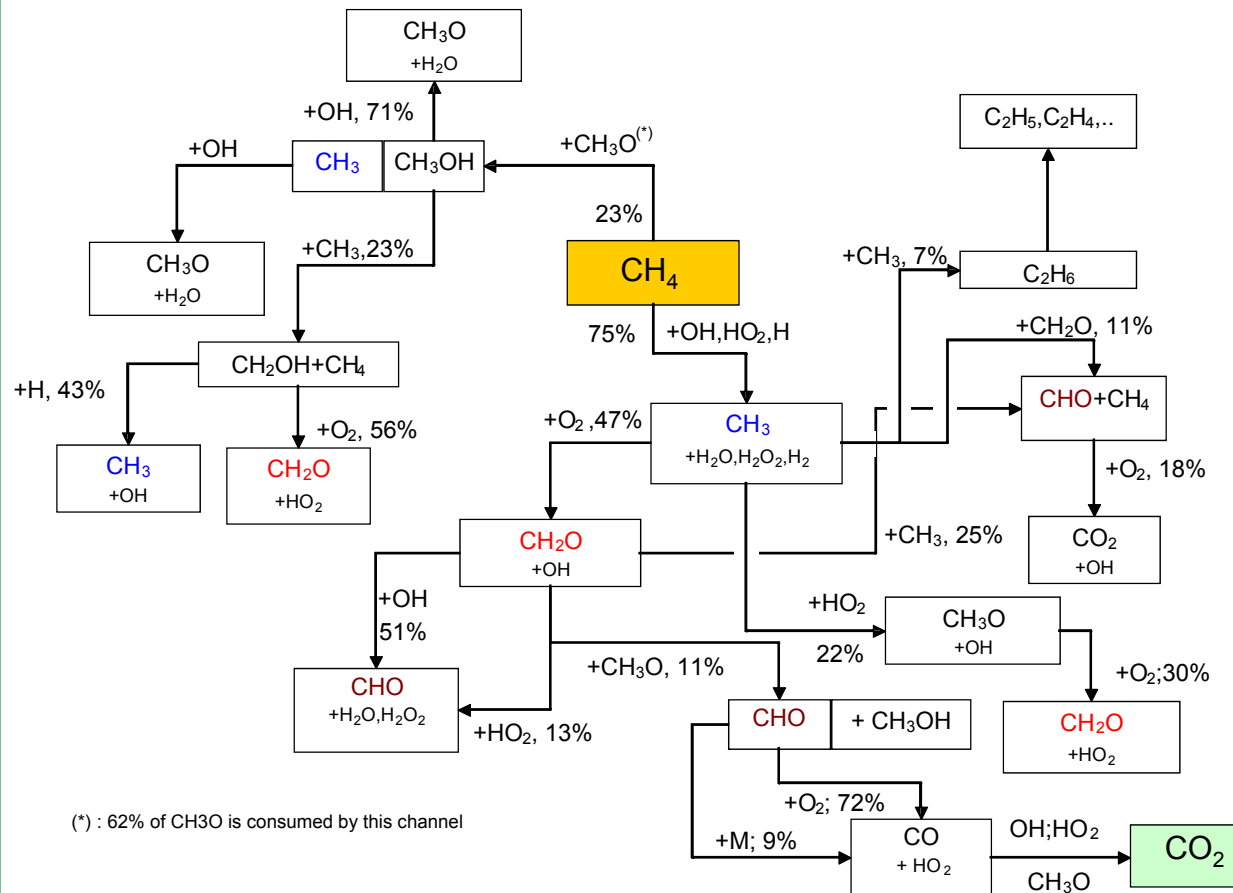 CH₃O
+H₂O
+OH, 71%
C₂H₅,C₂H₄,..
+OH
CH₃
CH₃OH
+CH₃O(*)
23%
+CH₃,23%
CH₃O
+H₂O
CH₄
+CH₃, 7%
C₂H₆
75%
+OH,HO₂,H
+CH₂O, 11%
CH₂OH+CH₄
+H, 43%
+O₂, 56%
CHO+CH₄
+O₂ ,47%
CH₃
+H₂O,H₂O₂,H₂
CH₃
+OH
CH₂O
+HO₂
+O₂, 18%
CH₂O
+OH
+CH₃, 25%
CO₂
+OH
+OH
51%
+HO₂
22%
CH₃O
+OH
+CH₃O, 11%
+O₂;30%
CHO
+H₂O,H₂O₂
+HO₂, 13%
CHO
+ CH₃OH
CH₂O
+HO₂
+O₂; 72%
(*) : 62% of CH3O is consumed by this channel
+M; 9%
CO
+ HO₂
OH;HO₂
CH₃O
CO₂